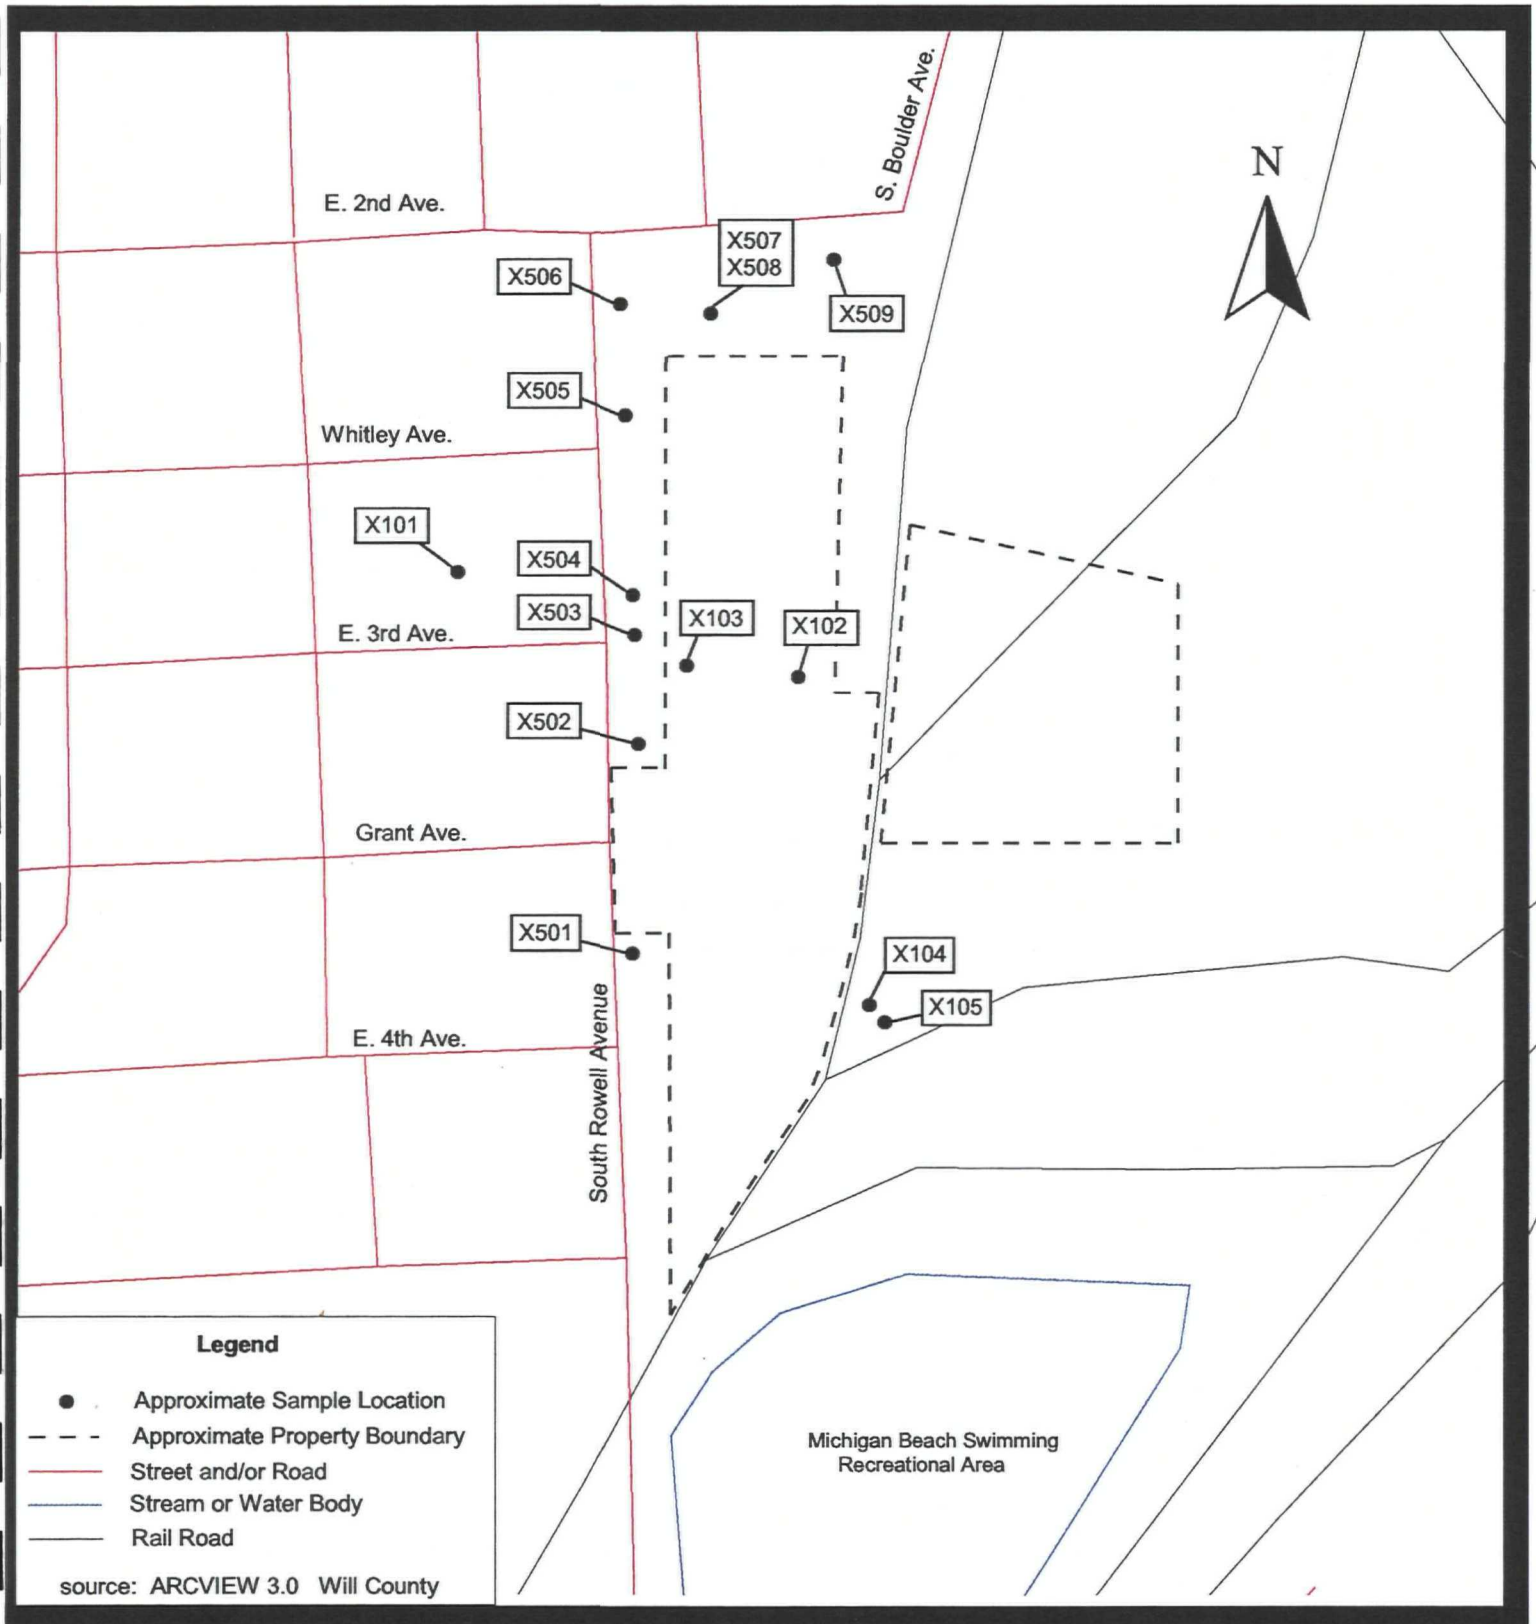 S. Boulder Ave.
N
E. 2nd Ave.
X507
X508
X506
X509
X505
Whitley Ave.
X101
X504
X503
X103
X102
E. 3rd Ave.
X502
Grant Ave.
X501
X104
X105
E. 4th Ave.
South Rowell Avenue
Legend
Approximate Sample Location
Approximate Property Boundary
Street and/or Road
Stream or Water Body
Rail Road
source: ARCVIEW 3.0 Will County
Michigan Beach Swimming
Recreational Area